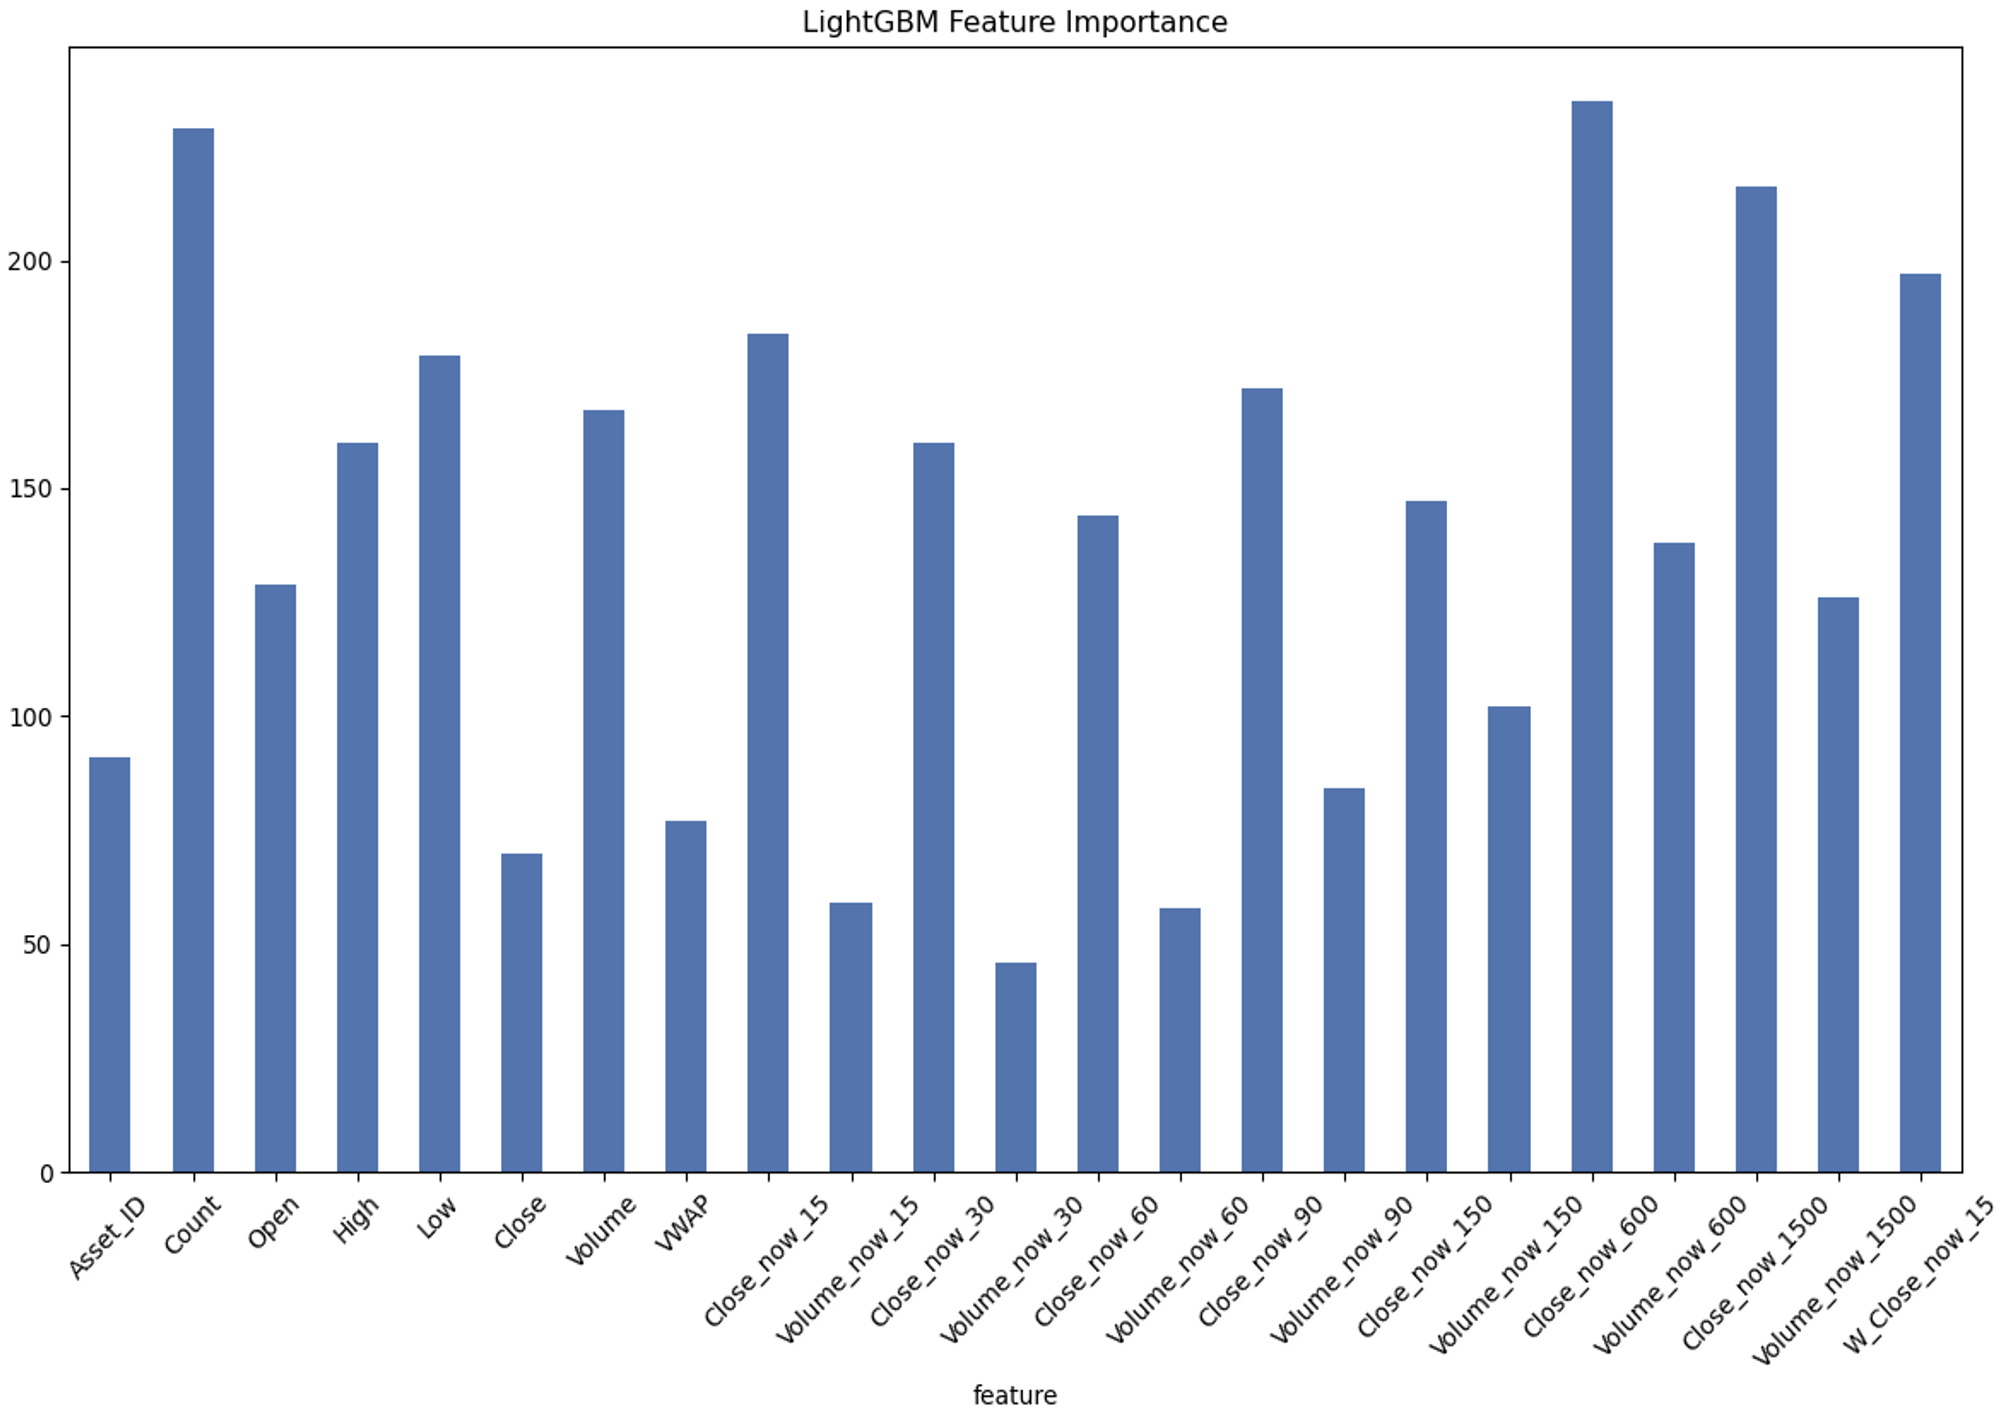 LightGBM Feature Importance
200
150
100
50
0
Asset_ID
Count
Open
High
Low
Close
Volume
VWAP
Close_now_15
Volume_now_15
Close_now_30
Volume_now_30
Close_now_60
Volume_now_60
Close_now_90
Volume_now_90
Close_now_150
Volume_now_150
Close_now_600
Volume_now_600
Close_now_1500
Volume_now_1500
W_Close_now_15
feature